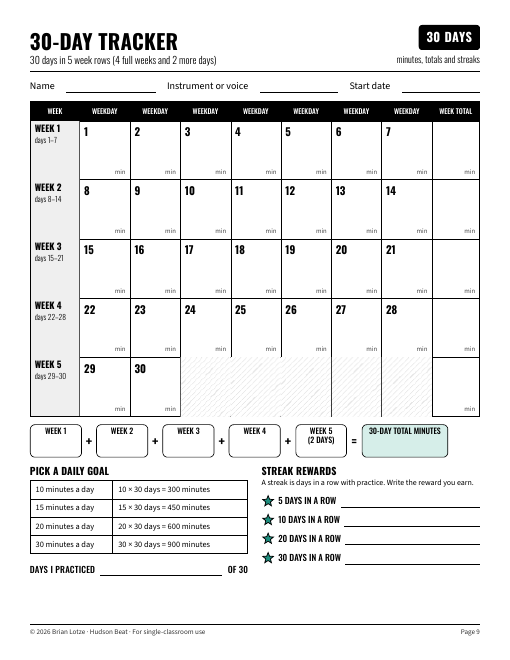 30-DAY TRACKER
30 DAYS
30 days in 5 week rows (4 full weeks and 2 more days)
minutes, totals and streaks
Name Instrument or voice Start date
WEEK WEEKDAY WEEKDAY WEEKDAY WEEKDAY WEEKDAY WEEKDAY WEEKDAY WEEK TOTAL
WEEK 1 1 2 3 4 5 6 7
days 1–7
min min min min min min min min
WEEK 2 8 9 10 11 12 13 14
days 8–14
min min min min min min min min
WEEK 3 15 16 17 18 19 20 21
days 15–21
min min min min min min min min
WEEK 4 22 23 24 25 26 27 28
days 22–28
min min min min min min min min
WEEK 5 29 30
days 29–30
min min min
WEEK 1 + WEEK 2 + WEEK 3 + WEEK 4 + WEEK 5 (2 DAYS) = 30-DAY TOTAL MINUTES
PICK A DAILY GOAL
10 minutes a day 10 × 30 days = 300 minutes
15 minutes a day 15 × 30 days = 450 minutes
20 minutes a day 20 × 30 days = 600 minutes
30 minutes a day 30 × 30 days = 900 minutes
DAYS I PRACTICED OF 30
STREAK REWARDS
A streak is days in a row with practice. Write the reward you earn.
5 DAYS IN A ROW
10 DAYS IN A ROW
20 DAYS IN A ROW
30 DAYS IN A ROW
© 2026 Brian Lotze · Hudson Beat · For single-classroom use
Page 9